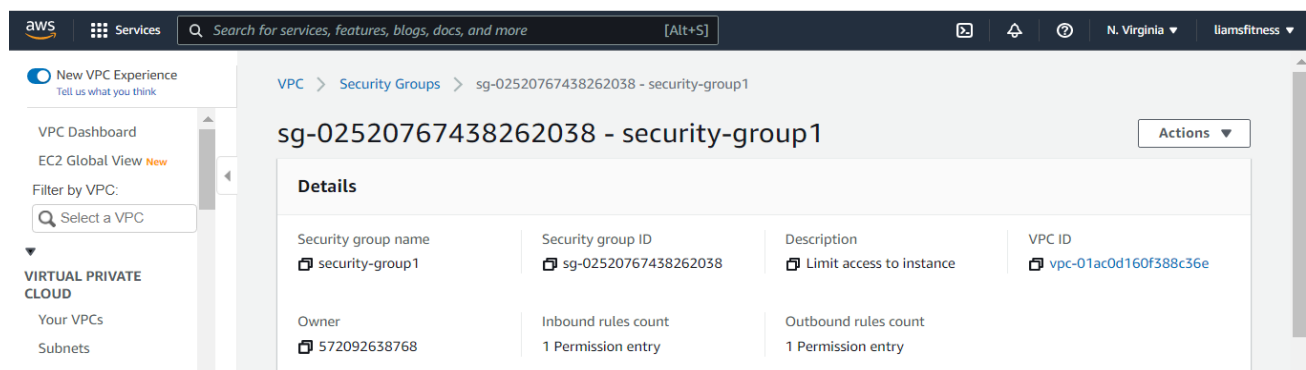 aws Services Search for services, features, blogs, docs, and more [Alt+S] N. Virginia ▼ liamsfitness ▼
New VPC Experience
Tell us what you think
VPC Dashboard
EC2 Global View New
Filter by VPC:
Select a VPC
VIRTUAL PRIVATE
CLOUD
Your VPCs
Subnets
VPC > Security Groups > sg-02520767438262038 - security-group1
sg-02520767438262038 - security-group1
Actions ▼
Details
Security group name
security-group1
Security group ID
sg-02520767438262038
Description
Limit access to instance
VPC ID
vpc-01ac0d160f388c36e
Owner
572092638768
Inbound rules count
1 Permission entry
Outbound rules count
1 Permission entry